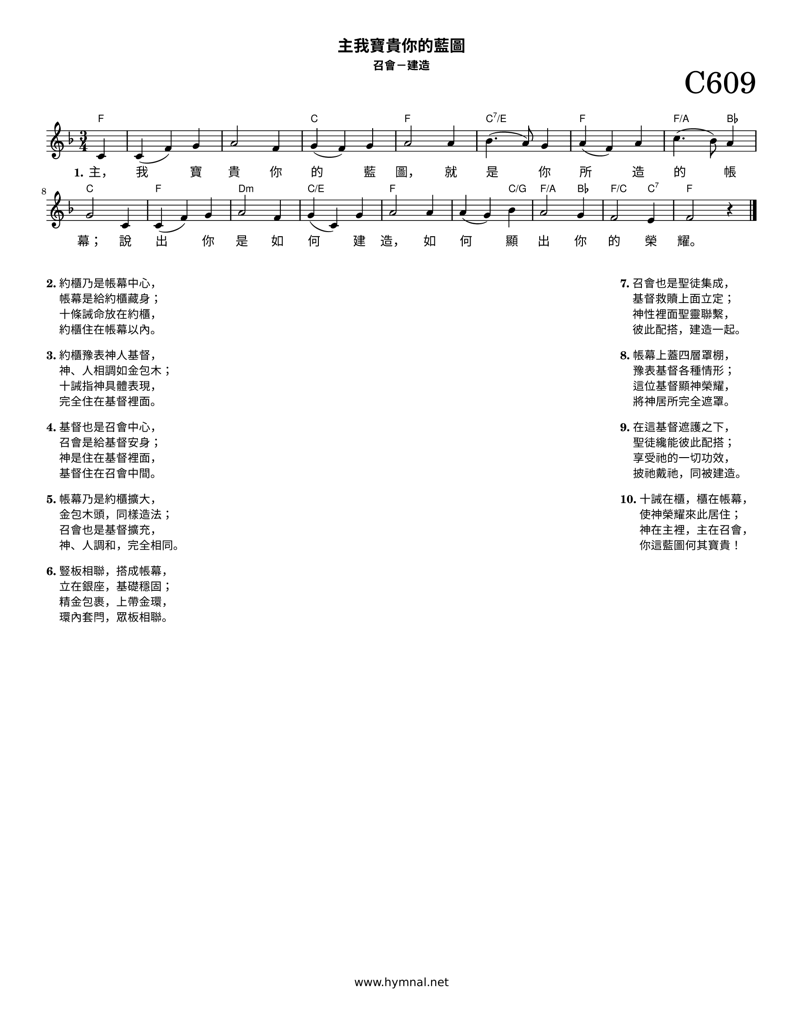 主我寶貴你的藍圖
召會－建造
C609
F C F C7/E F F/A B♭
3/4
1. 主， 我 寶 貴 你 的 藍 圖， 就 是 你 所 造 的 帳
8 C F Dm C/E F C/G F/A B♭ F/C C7 F
幕； 說 出 你 是 如 何 建 造， 如 何 顯 出 你 的 榮 耀。
2. 約櫃乃是帳幕中心，
帳幕是給約櫃藏身；
十條誡命放在約櫃，
約櫃住在帳幕以內。
3. 約櫃豫表神人基督，
神、人相調如金包木；
十誡指神具體表現，
完全住在基督裡面。
4. 基督也是召會中心，
召會是給基督安身；
神是住在基督裡面，
基督住在召會中間。
5. 帳幕乃是約櫃擴大，
金包木頭，同樣造法；
召會也是基督擴充，
神、人調和，完全相同。
6. 豎板相聯，搭成帳幕，
立在銀座，基礎穩固；
精金包裹，上帶金環，
環內套閂，眾板相聯。
7. 召會也是聖徒集成，
基督救贖上面立定；
神性裡面聖靈聯繫，
彼此配搭，建造一起。
8. 帳幕上蓋四層罩棚，
豫表基督各種情形；
這位基督顯神榮耀，
將神居所完全遮罩。
9. 在這基督遮護之下，
聖徒纔能彼此配搭；
享受祂的一切功效，
披祂戴祂，同被建造。
10. 十誡在櫃，櫃在帳幕，
使神榮耀來此居住；
神在主裡，主在召會，
你這藍圖何其寶貴！
www.hymnal.net